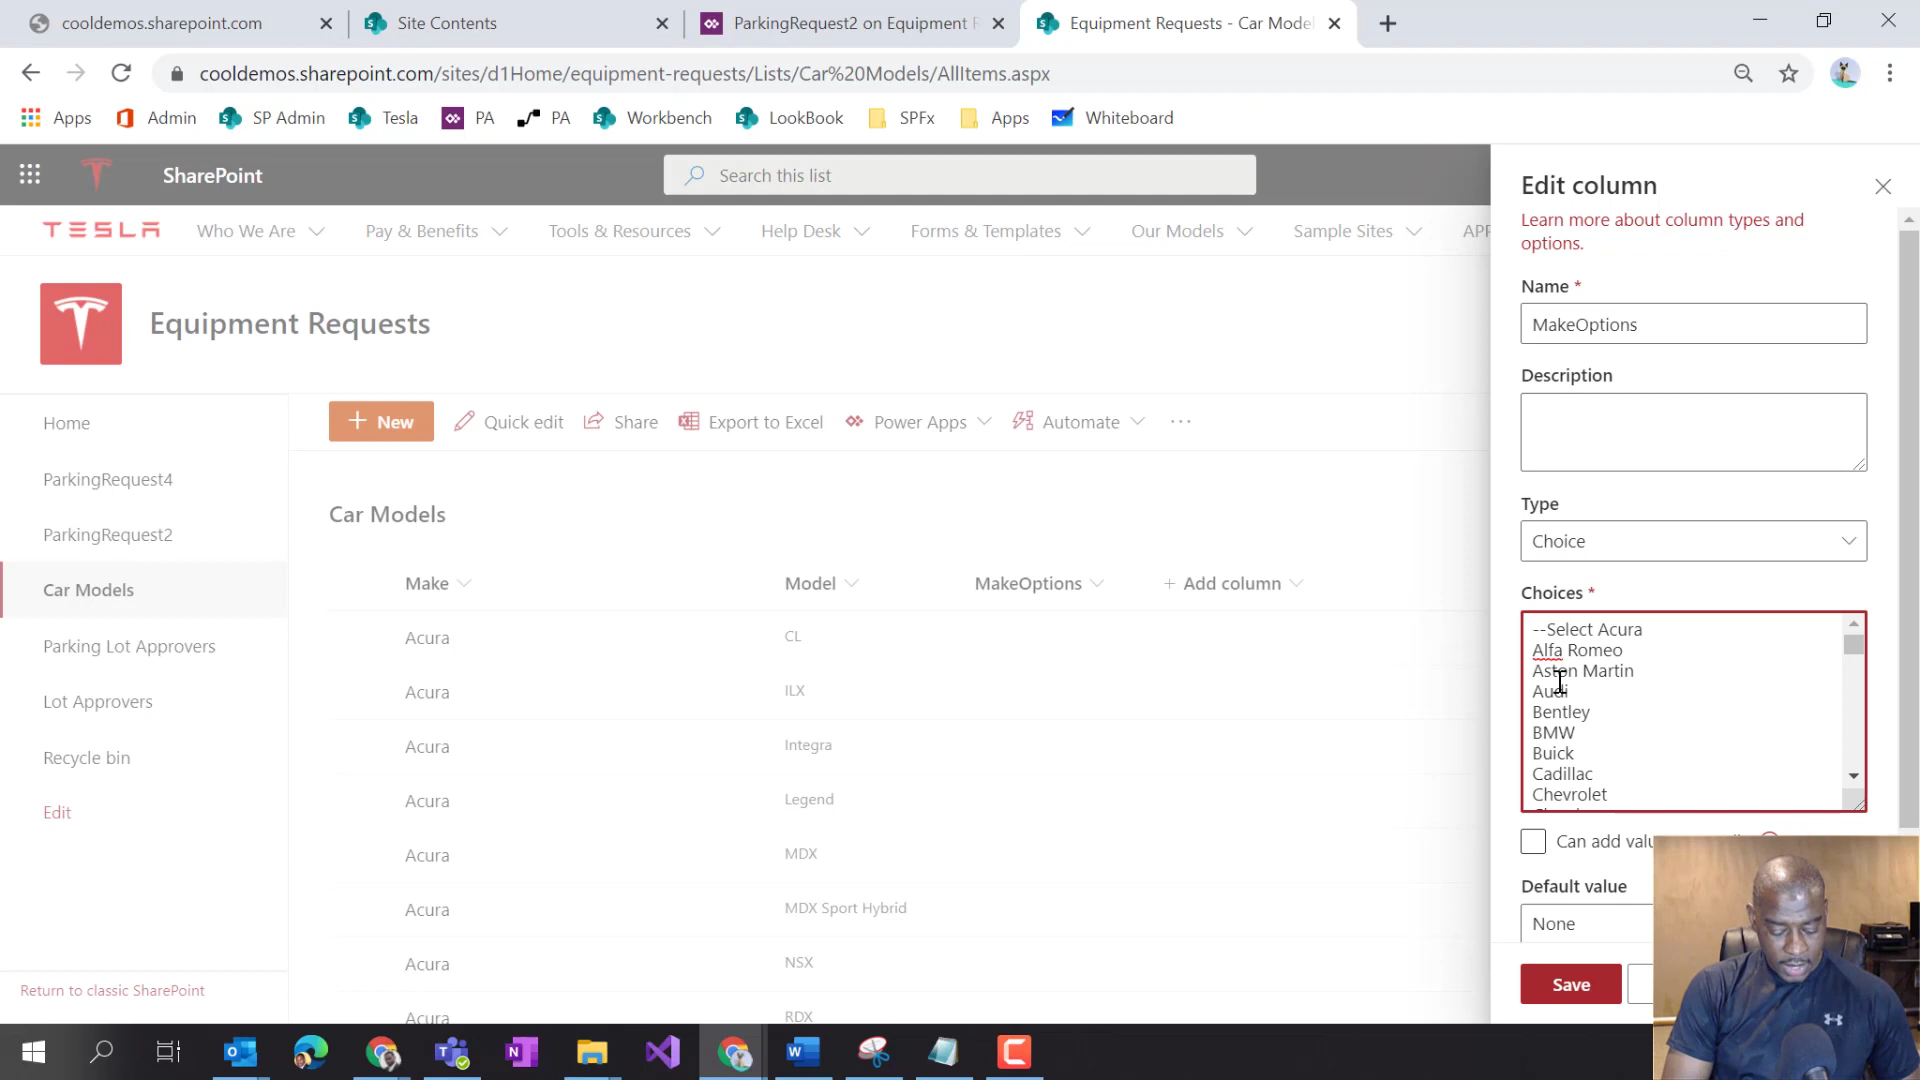 cooldemos.sharepoint.com
Site Contents
ParkingRequest2 on Equipment R
Equipment Requests - Car Model
cooldemos.sharepoint.com/sites/d1Home/equipment-requests/Lists/Car%20Models/AllItems.aspx
Apps
Admin
SP Admin
Tesla
PA
PA
Workbench
LookBook
SPFx
Apps
Whiteboard
SharePoint
Search this list
TESLA
Who We Are
Pay & Benefits
Tools & Resources
Help Desk
Forms & Templates
Our Models
Sample Sites
Equipment Requests
Home
ParkingRequest4
ParkingRequest2
Car Models
Parking Lot Approvers
Lot Approvers
Recycle bin
Edit
Return to classic SharePoint
+ New
Quick edit
Share
Export to Excel
Power Apps
Automate
...
Car Models
Make
Model
MakeOptions
+ Add column
Acura
CL
Acura
ILX
Acura
Integra
Acura
Legend
Acura
MDX
Acura
MDX Sport Hybrid
Acura
NSX
Acura
RDX
Edit column
Learn more about column types and
options.
Name *
MakeOptions
Description
Type
Choice
Choices *
--Select Acura
Alfa Romeo
Aston Martin
Audi
Bentley
BMW
Buick
Cadillac
Chevrolet
Can add valu
Default value
None
Save